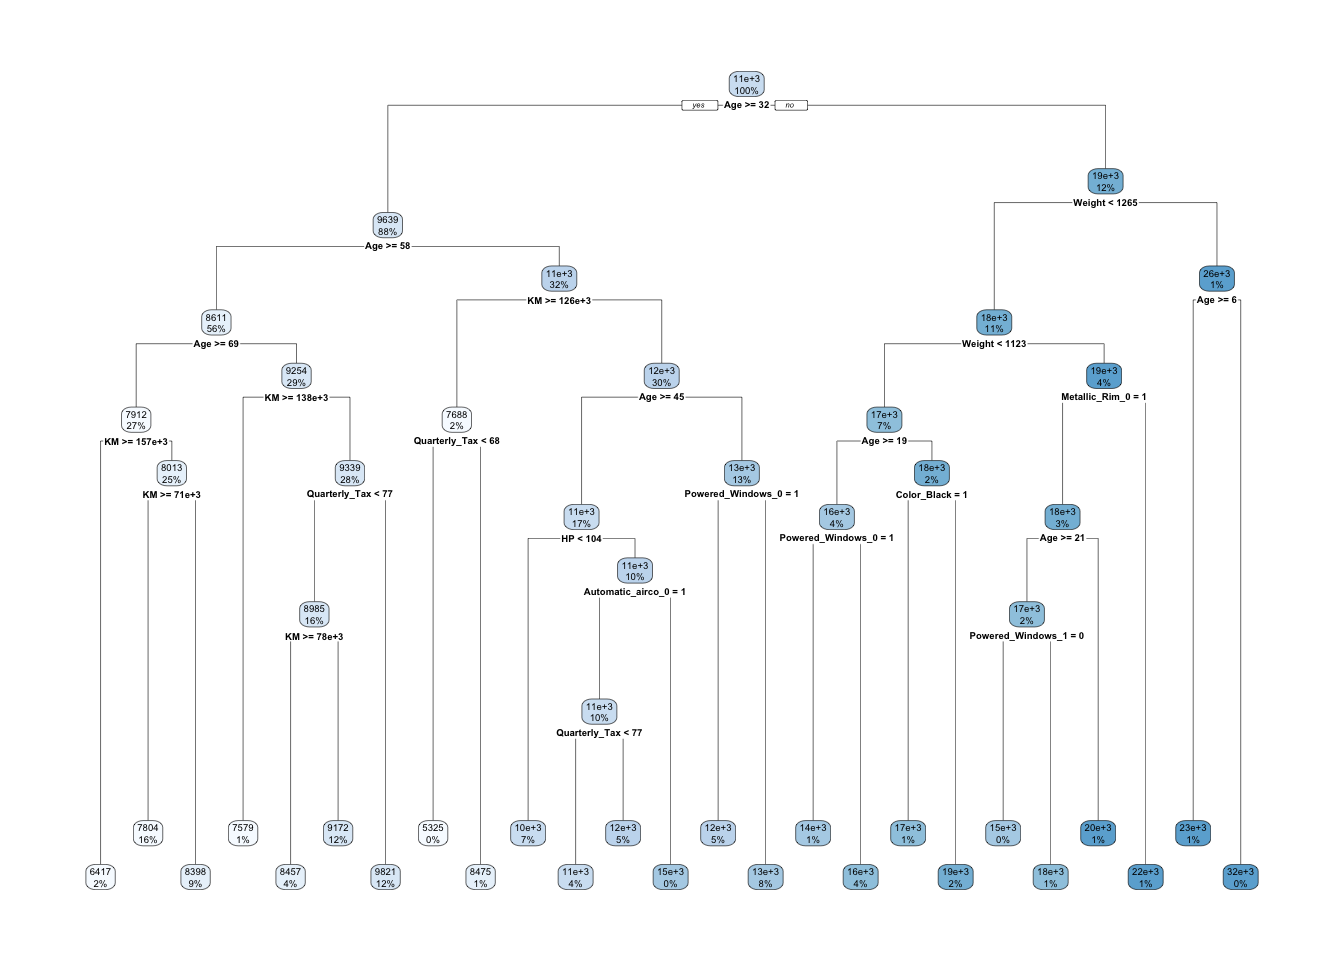 11e+3
100%
yes Age >= 32 no
19e+3
12%
Weight < 1265
9639
88%
Age >= 58
11e+3
32%
KM >= 126e+3
26e+3
1%
Age >= 6
8611
56%
Age >= 69
18e+3
11%
Weight < 1123
9254
29%
KM >= 138e+3
12e+3
30%
Age >= 45
19e+3
4%
Metallic_Rim_0 = 1
7912
27%
KM >= 157e+3
7688
2%
Quarterly_Tax < 68
17e+3
7%
Age >= 19
8013
25%
KM >= 71e+3
9339
28%
Quarterly_Tax < 77
13e+3
13%
Powered_Windows_0 = 1
18e+3
2%
Color_Black = 1
11e+3
17%
HP < 104
16e+3
4%
Powered_Windows_0 = 1
18e+3
3%
Age >= 21
11e+3
10%
Automatic_airco_0 = 1
8985
16%
KM >= 78e+3
17e+3
2%
Powered_Windows_1 = 0
11e+3
10%
Quarterly_Tax < 77
7804
16%
7579
1%
9172
12%
5325
0%
10e+3
7%
12e+3
5%
12e+3
5%
14e+3
1%
17e+3
1%
15e+3
0%
20e+3
1%
23e+3
1%
6417
2%
8398
9%
8457
4%
9821
12%
8475
1%
11e+3
4%
15e+3
0%
13e+3
8%
16e+3
4%
19e+3
2%
18e+3
1%
22e+3
1%
32e+3
0%